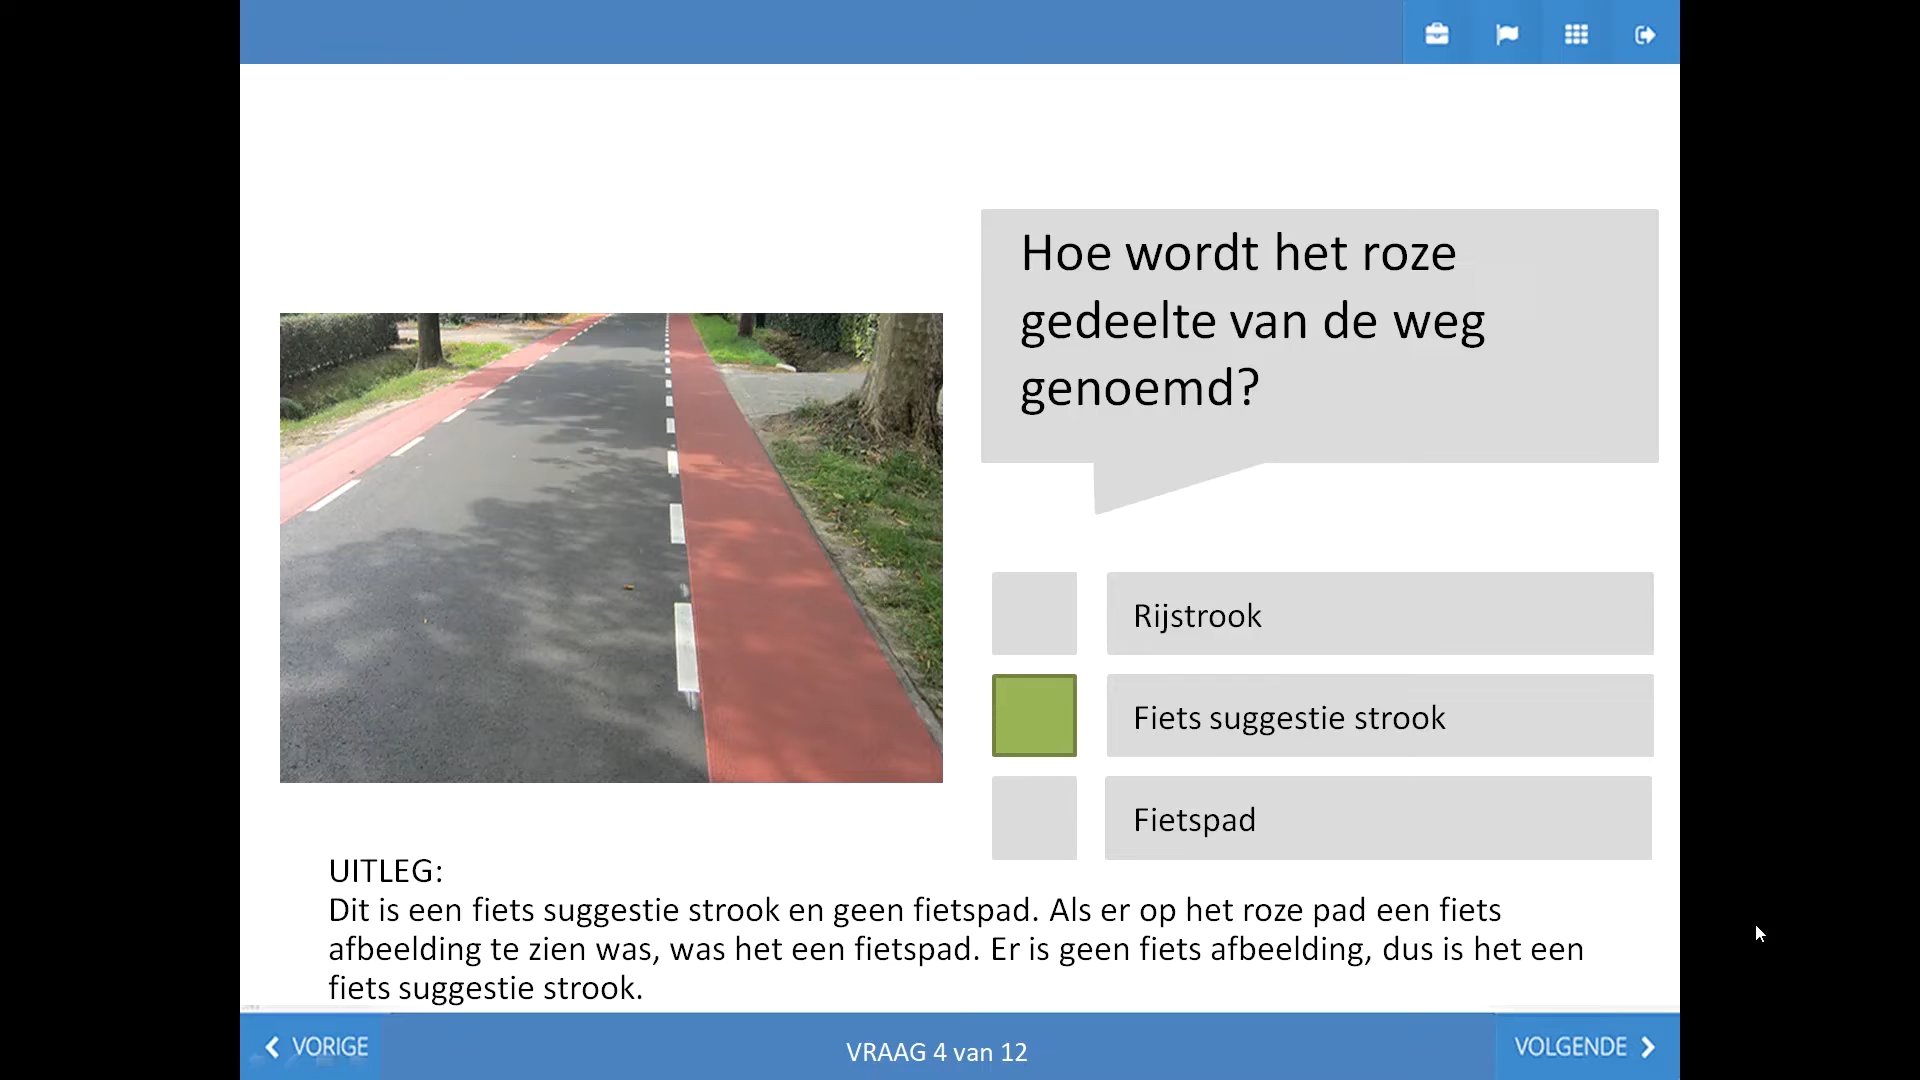 Hoe wordt het roze
gedeelte van de weg
genoemd?
Rijstrook
Fiets suggestie strook
Fietspad
UITLEG:
Dit is een fiets suggestie strook en geen fietspad. Als er op het roze pad een fiets
afbeelding te zien was, was het een fietspad. Er is geen fiets afbeelding, dus is het een
fiets suggestie strook.
VORIGE
VRAAG 4 van 12
VOLGENDE